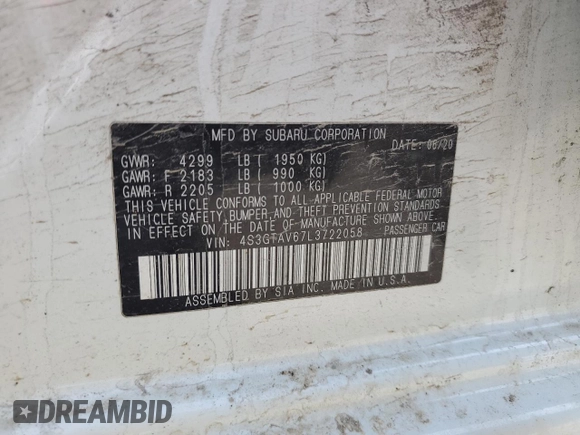 MFD BY SUBARU CORPORATION
DATE: 08/20
GVWR: 4299 LB ( 1950 KG)
GAWR: F 2183 LB ( 990 KG)
GAWR: R 2205 LB ( 1000 KG)
THIS VEHICLE CONFORMS TO ALL APPLICABLE FEDERAL MOTOR
VEHICLE SAFETY, BUMPER, AND THEFT PREVENTION STANDARDS
IN EFFECT ON THE DATE OF MANUFACTURE SHOWN ABOVE.
VIN: 4S3GTAV67L3722058 PASSENGER CAR
ASSEMBLED BY SIA INC. MADE IN U.S.A.
DREAMBID